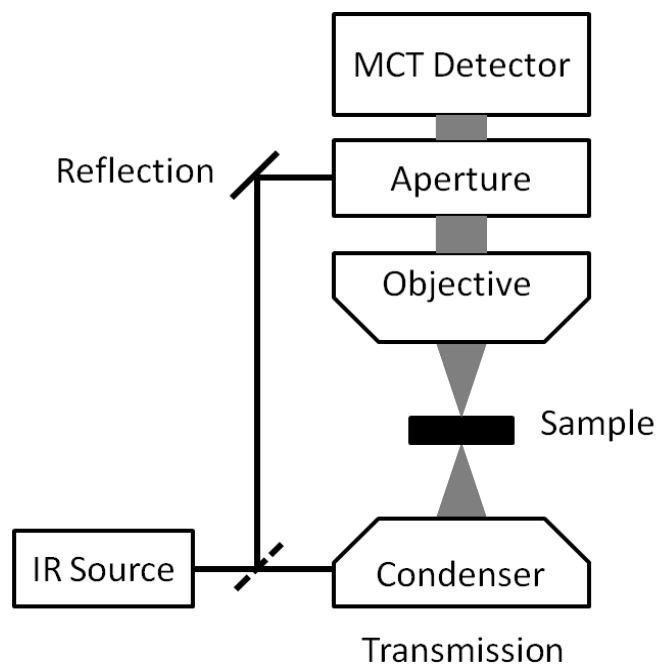 MCT Detector
Reflection
Aperture
Objective
Sample
IR Source
Condenser
Transmission